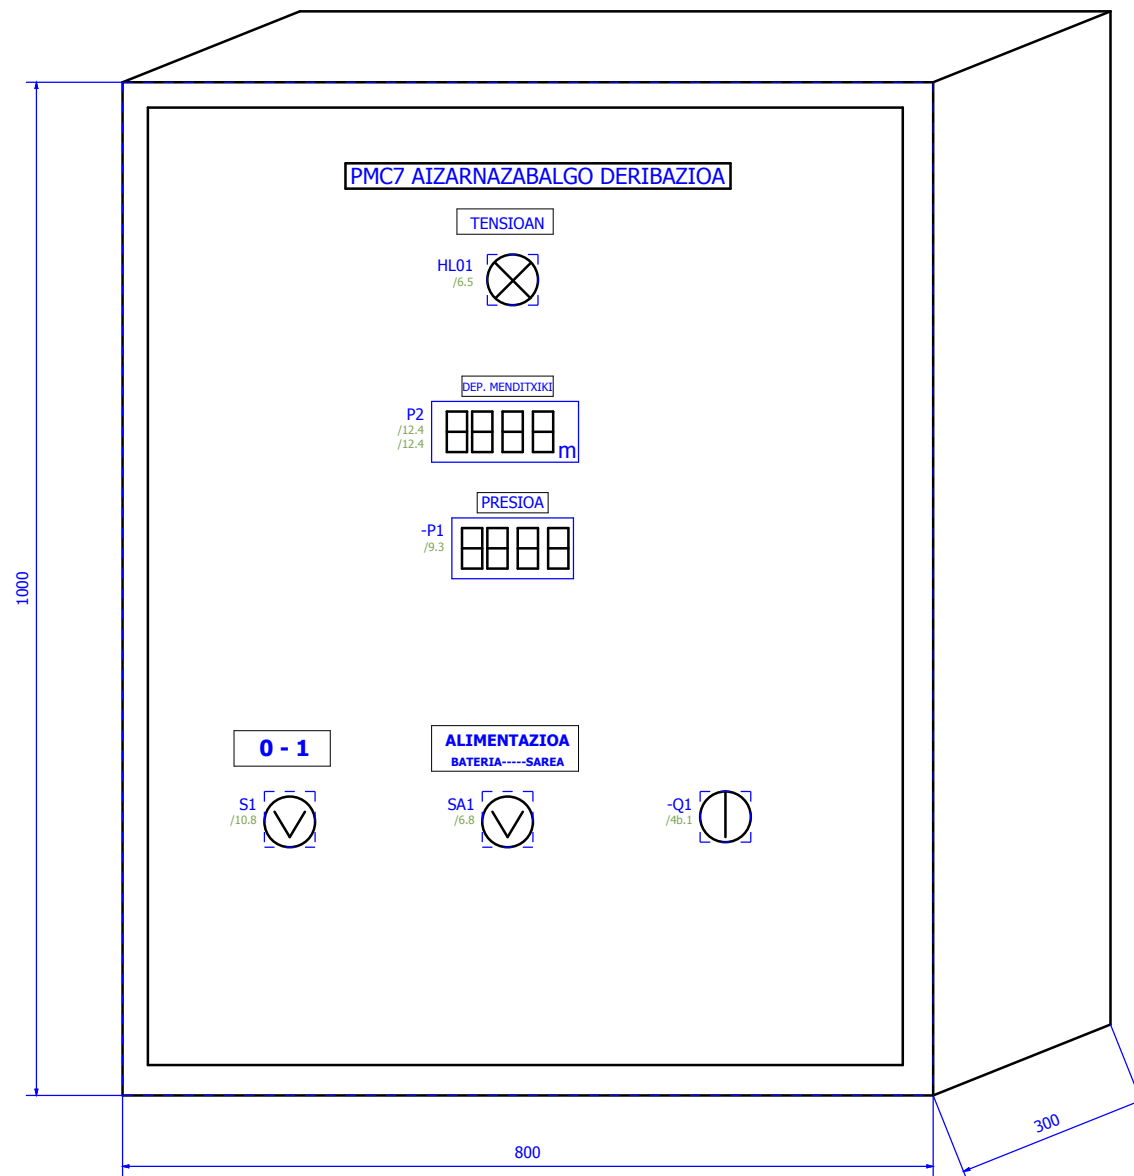 PMC7 AIZARNAZABALGO DERIBAZIOA
TENSIOAN
HL01
/6.5
DEP. MENDITXIKI
P2
/12.4
/12.4
m
PRESIOA
-P1
/9.3
1000
0 - 1
ALIMENTAZIOA
BATERIA-----SAREA
S1
/10.8
SA1
/6.8
-Q1
/4b.1
300
800